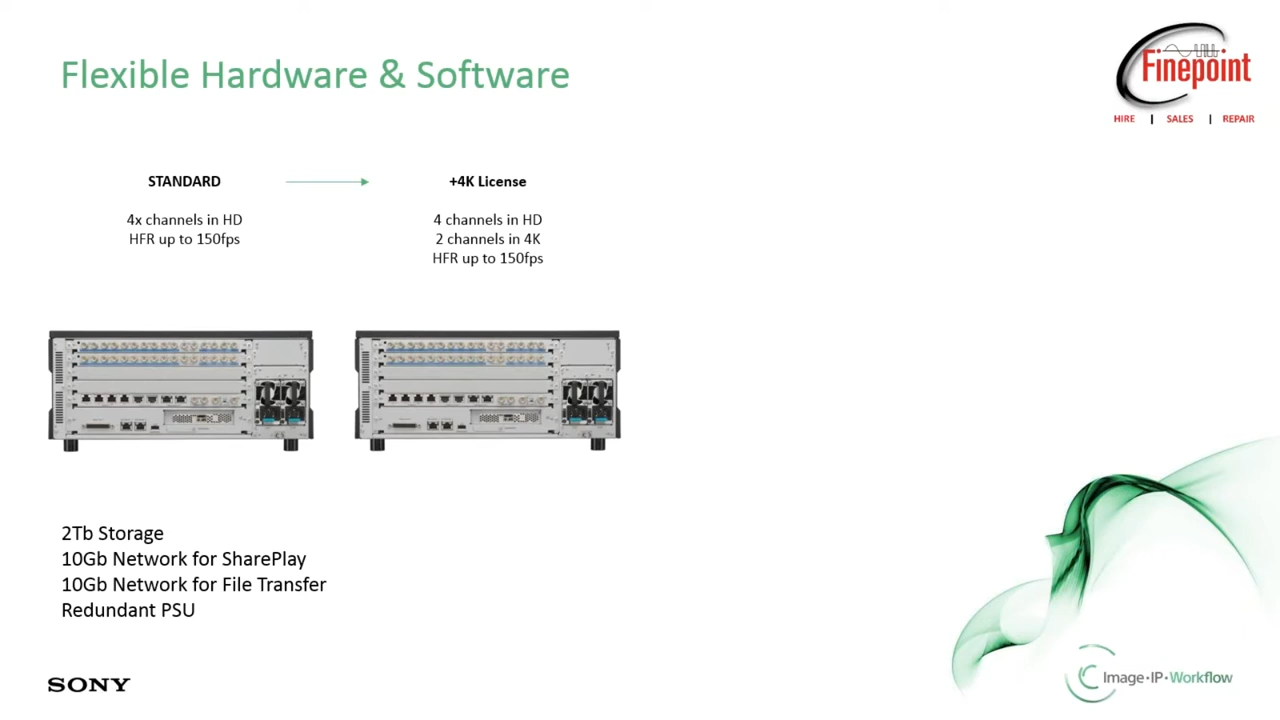 Flexible Hardware & Software
Finepoint
HIRE | SALES | REPAIR
STANDARD
4x channels in HD
HFR up to 150fps
+4K License
4 channels in HD
2 channels in 4K
HFR up to 150fps
2Tb Storage
10Gb Network for SharePlay
10Gb Network for File Transfer
Redundant PSU
SONY
Image·IP·Workflow